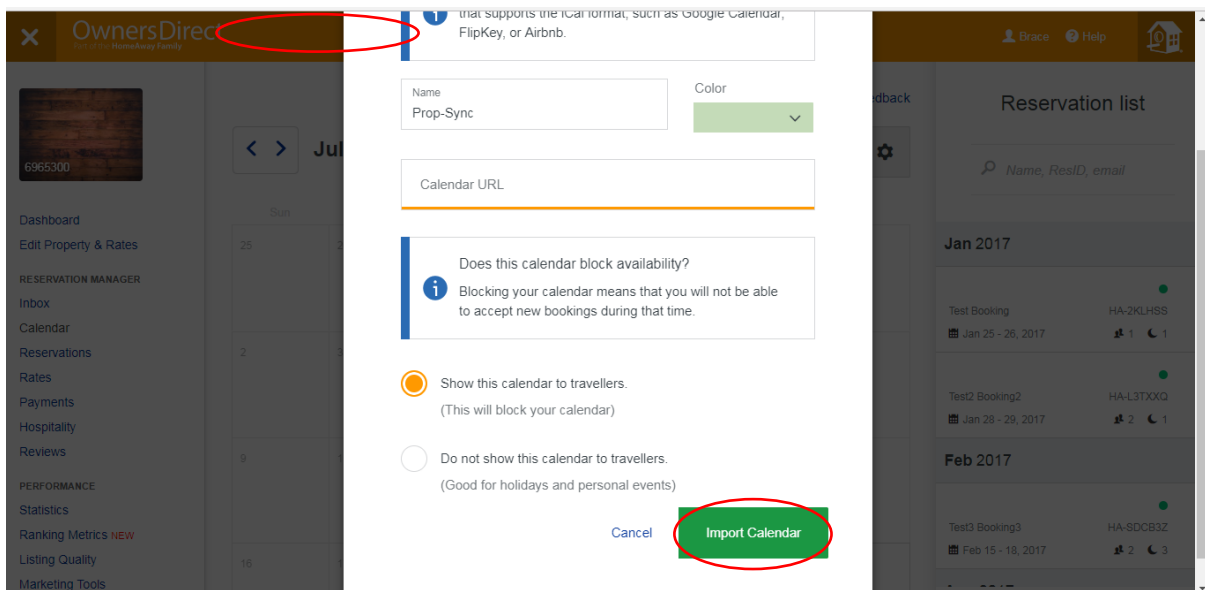 OwnersDirect
Part of the HomeAway Family
Brace
Help
that supports the iCal format, such as Google Calendar,
FlipKey, or Airbnb.
Name
Prop-Sync
Color
Calendar URL
Does this calendar block availability?
Blocking your calendar means that you will not be able
to accept new bookings during that time.
Show this calendar to travellers.
(This will block your calendar)
Do not show this calendar to travellers.
(Good for holidays and personal events)
Cancel
Import Calendar
6965300
Dashboard
Edit Property & Rates
RESERVATION MANAGER
Inbox
Calendar
Reservations
Rates
Payments
Hospitality
Reviews
PERFORMANCE
Statistics
Ranking Metrics NEW
Listing Quality
Marketing Tools
Jul
Sun
25
2
9
16
Reservation list
Name, ResID, email
Jan 2017
Test Booking HA-2KLHSS
Jan 25 - 26, 2017 1 1
Test2 Booking2 HA-L3TXXQ
Jan 28 - 29, 2017 2 1
Feb 2017
Test3 Booking3 HA-SDCB3Z
Feb 15 - 18, 2017 2 3